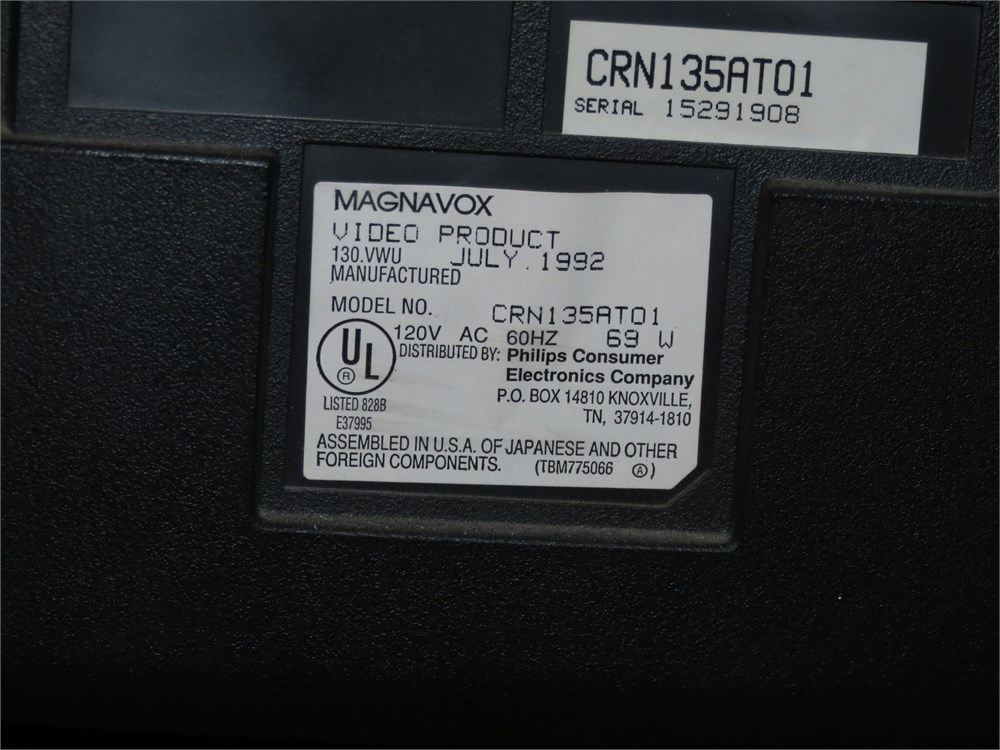 CRN135AT01
SERIAL 15291908
MAGNAVOX
VIDEO PRODUCT
130.VWU JULY.1992
MANUFACTURED
MODEL NO. CRN135AT01
120V AC 60HZ 69 W
UL
®
LISTED 828B
E37995
DISTRIBUTED BY: Philips Consumer
Electronics Company
P.O. BOX 14810 KNOXVILLE,
TN, 37914-1810
ASSEMBLED IN U.S.A. OF JAPANESE AND OTHER
FOREIGN COMPONENTS. (TBM775066 Ⓐ)